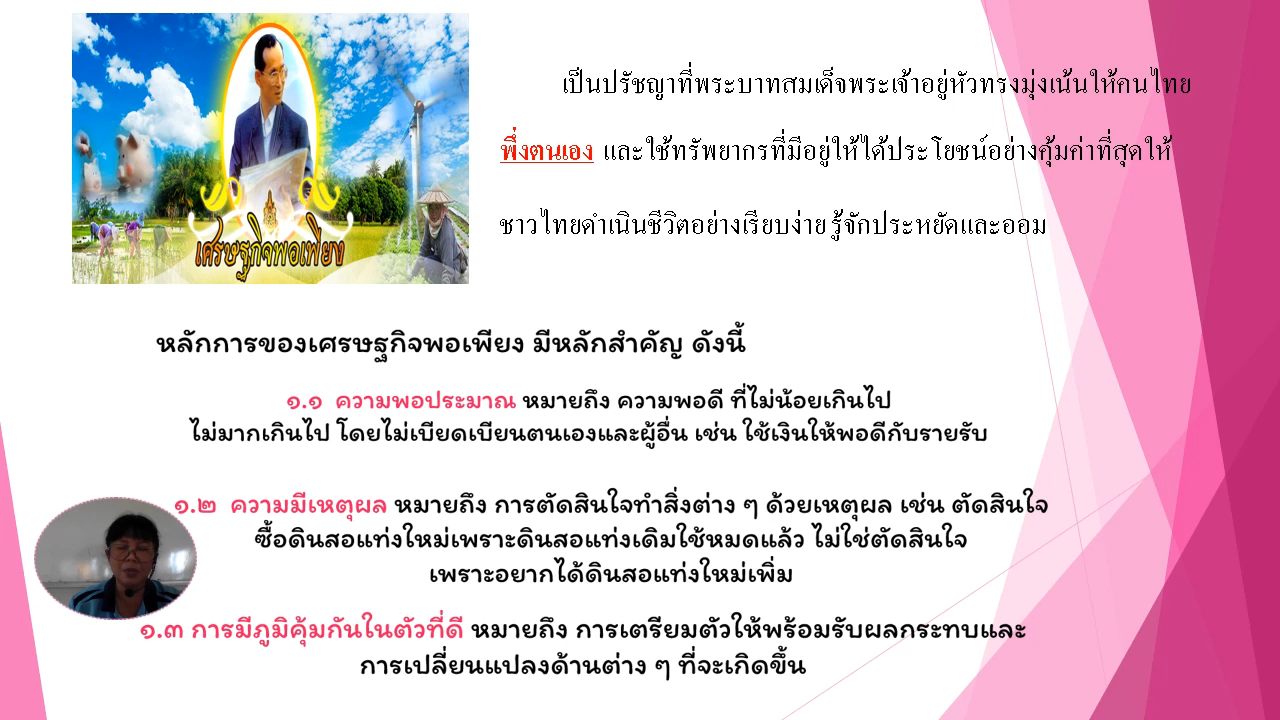 เศรษฐกิจพอเพียง
เป็นปรัชญาที่พระบาทสมเด็จพระเจ้าอยู่หัวทรงมุ่งเน้นให้คนไทย
พึ่งตนเอง และใช้ทรัพยากรที่มีอยู่ให้ได้ประโยชน์อย่างคุ้มค่าที่สุดให้
ชาวไทยดำเนินชีวิตอย่างเรียบง่าย รู้จักประหยัดและออม
หลักการของเศรษฐกิจพอเพียง มีหลักสำคัญ ดังนี้
๑.๑ ความพอประมาณ หมายถึง ความพอดี ที่ไม่น้อยเกินไป
ไม่มากเกินไป โดยไม่เบียดเบียนตนเองและผู้อื่น เช่น ใช้เงินให้พอดีกับรายรับ
๑.๒ ความมีเหตุผล หมายถึง การตัดสินใจทำสิ่งต่าง ๆ ด้วยเหตุผล เช่น ตัดสินใจ
ซื้อดินสอแท่งใหม่เพราะดินสอแท่งเดิมใช้หมดแล้ว ไม่ใช่ตัดสินใจ
เพราะอยากได้ดินสอแท่งใหม่เพิ่ม
๑.๓ การมีภูมิคุ้มกันในตัวที่ดี หมายถึง การเตรียมตัวให้พร้อมรับผลกระทบและ
การเปลี่ยนแปลงด้านต่าง ๆ ที่จะเกิดขึ้น